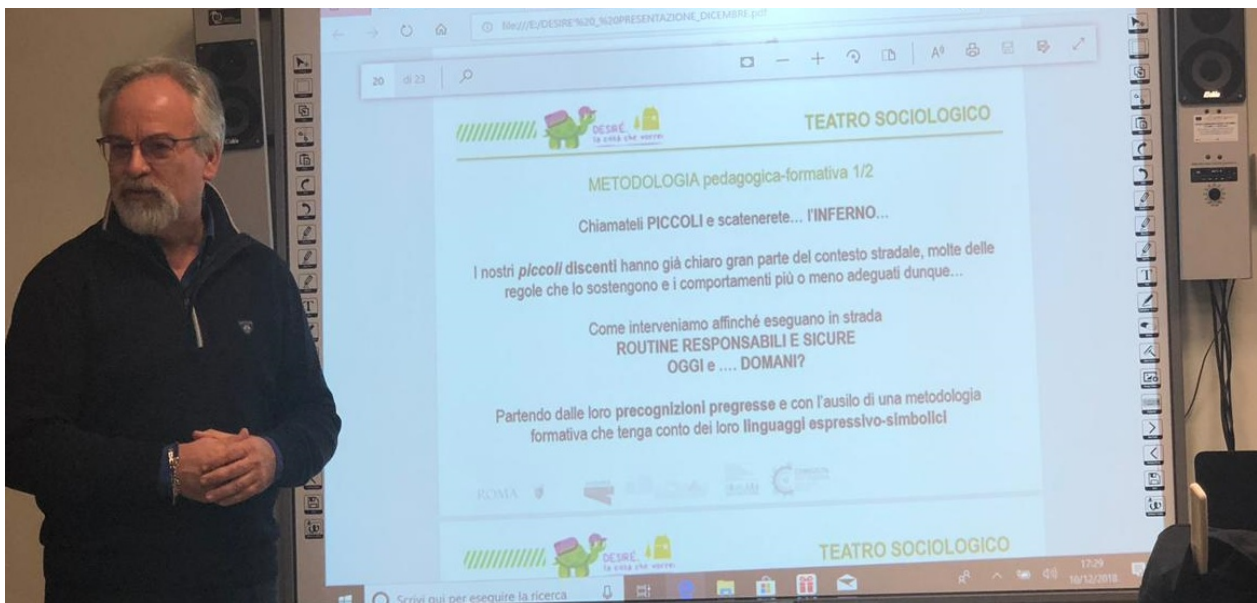 file:///E:/DESIRE'%20_%20PRESENTAZIONE_DICEMBRE.pdf
20 di 23
DESIRÉ.
la città che vorrei
TEATRO SOCIOLOGICO
METODOLOGIA pedagogica-formativa 1/2
Chiamateli PICCOLI e scatenerete... l'INFERNO...
I nostri piccoli discenti hanno già chiaro gran parte del contesto stradale, molte delle
regole che lo sostengono e i comportamenti più o meno adeguati dunque...
Come interveniamo affinché eseguano in strada
ROUTINE RESPONSABILI E SICURE
OGGI e .... DOMANI?
Partendo dalle loro precognizioni pregresse e con l'ausilo di una metodologia
formativa che tenga conto dei loro linguaggi espressivo-simbolici
ROMA
DESIRÉ.
la città che vorrei
TEATRO SOCIOLOGICO
Scrivi qui per eseguire la ricerca
17:29
18/12/2018